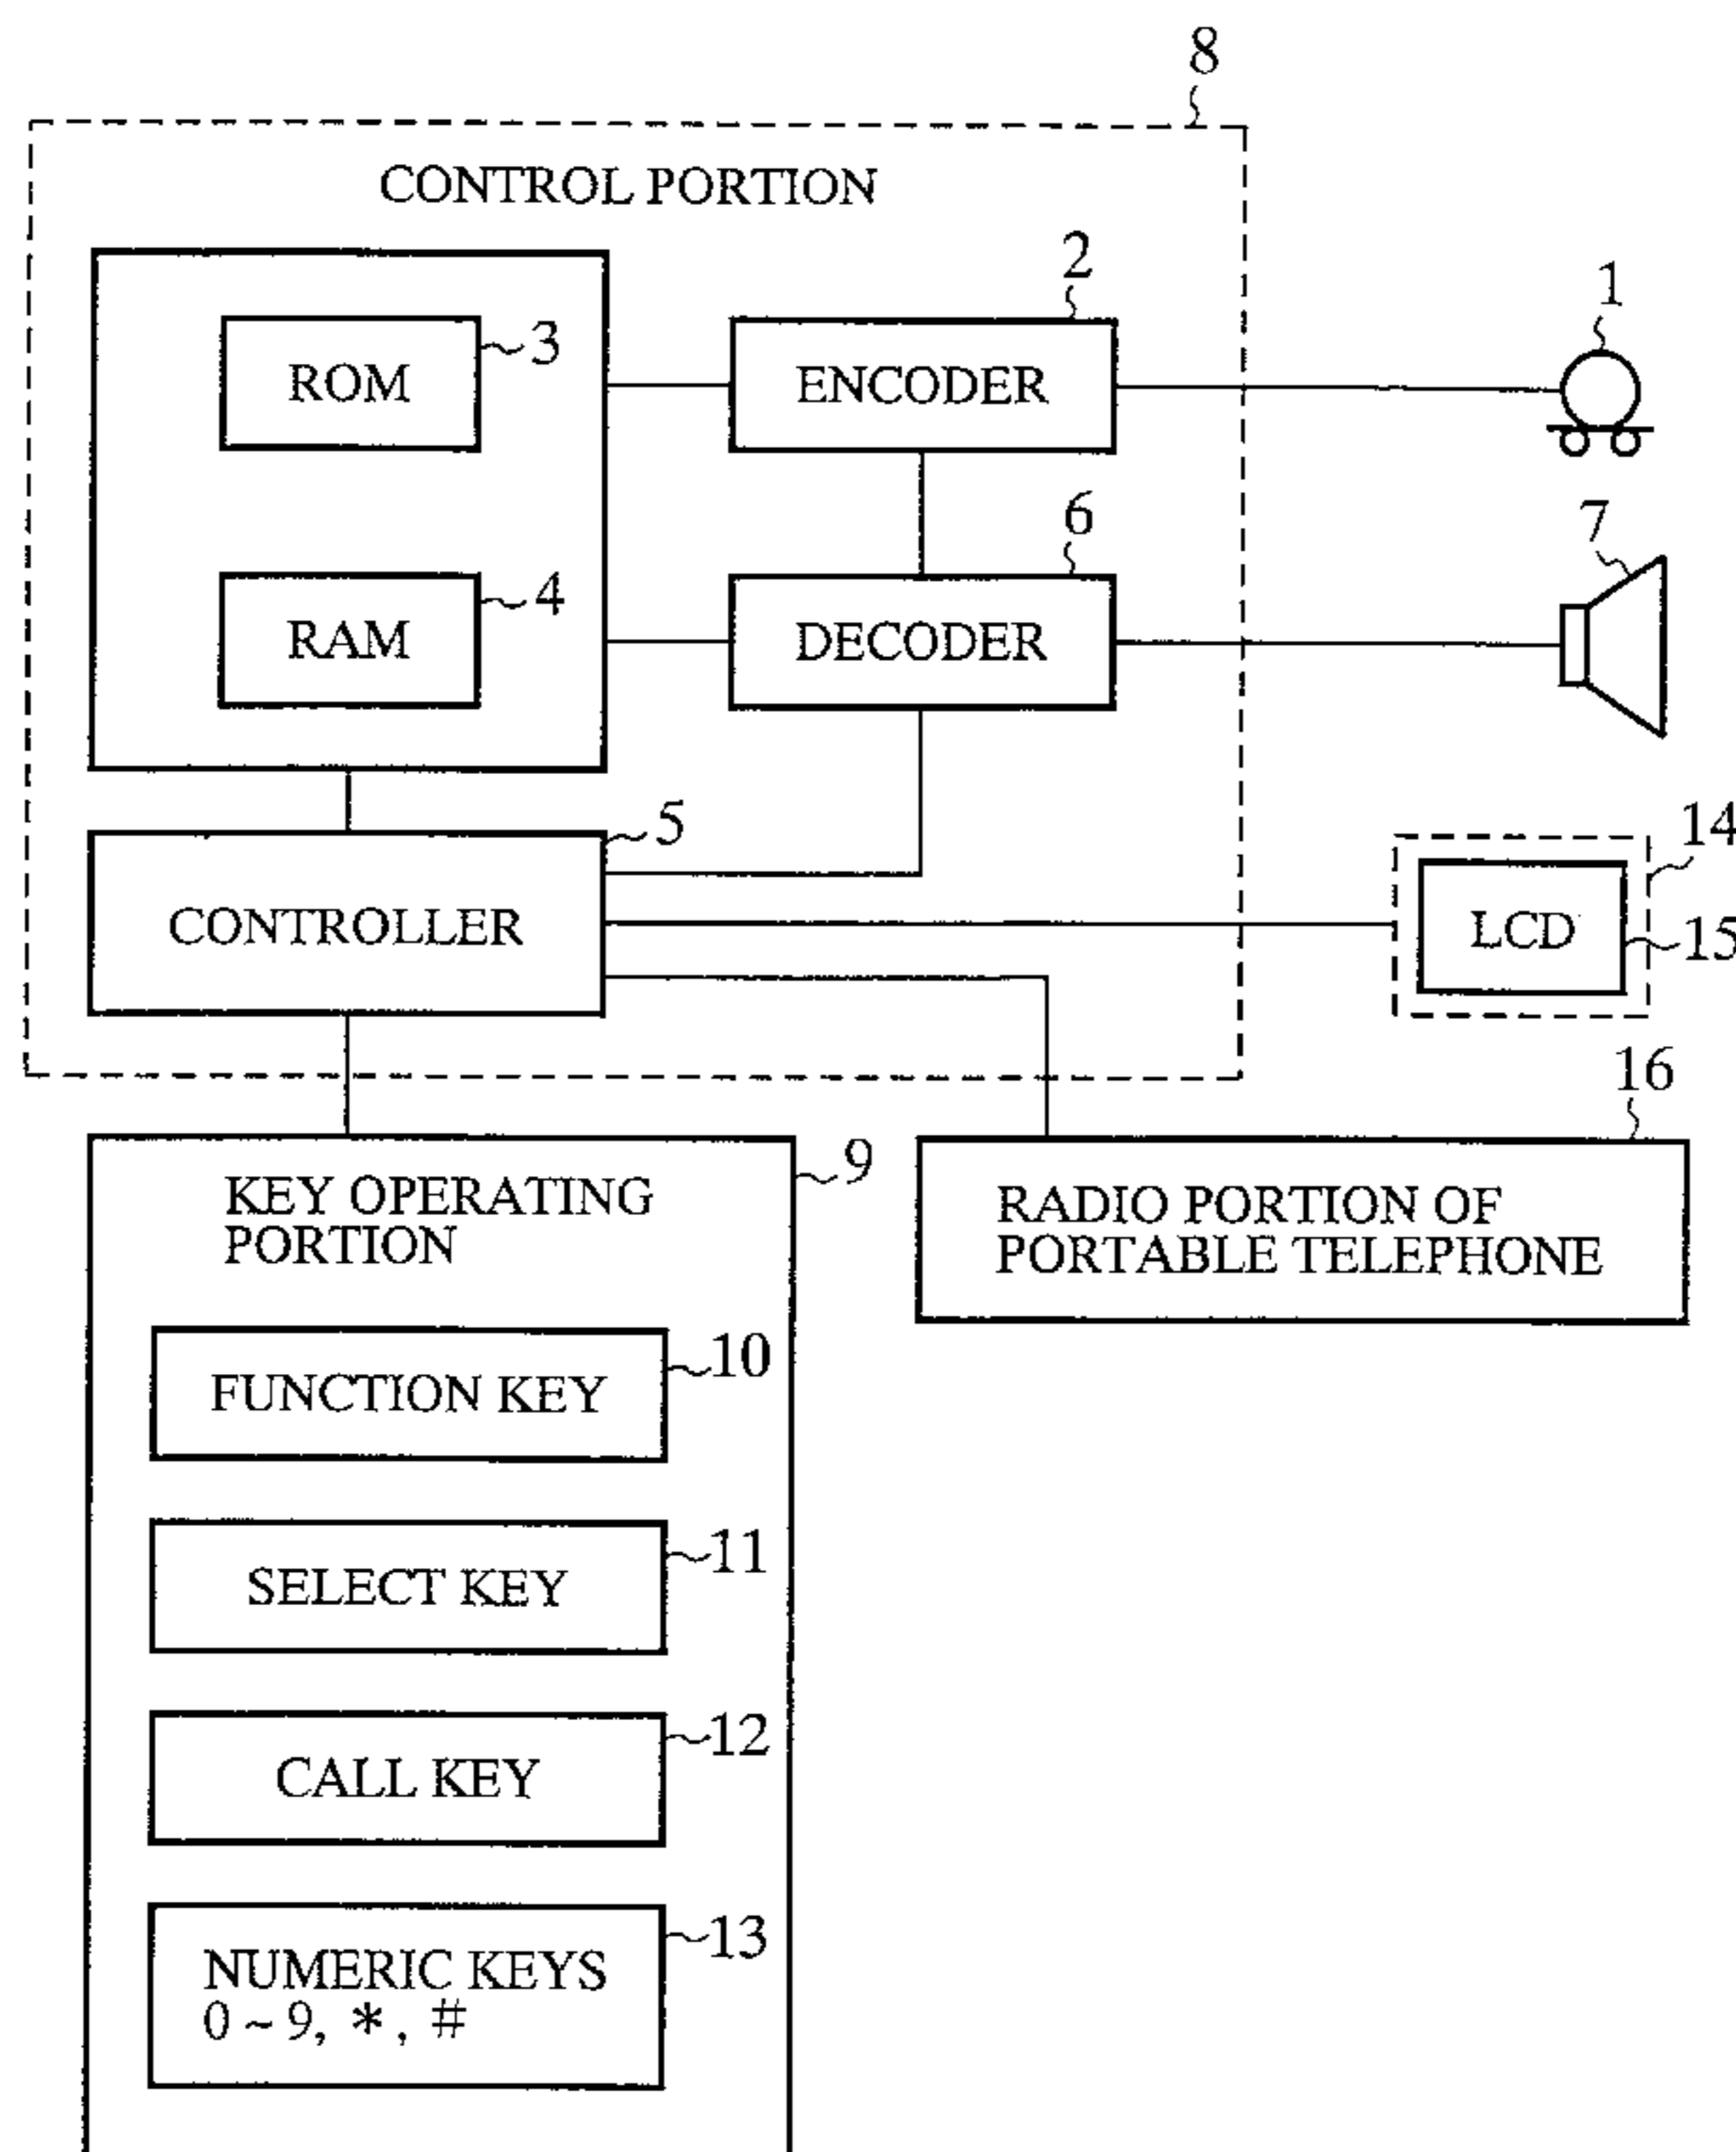 8
CONTROL PORTION
2
1
3
ROM
ENCODER
6
7
4
RAM
DECODER
5
14
CONTROLLER
LCD
15
16
9
KEY OPERATING
PORTION
RADIO PORTION OF
PORTABLE TELEPHONE
10
FUNCTION KEY
11
SELECT KEY
12
CALL KEY
13
NUMERIC KEYS
0 ~ 9, *, #